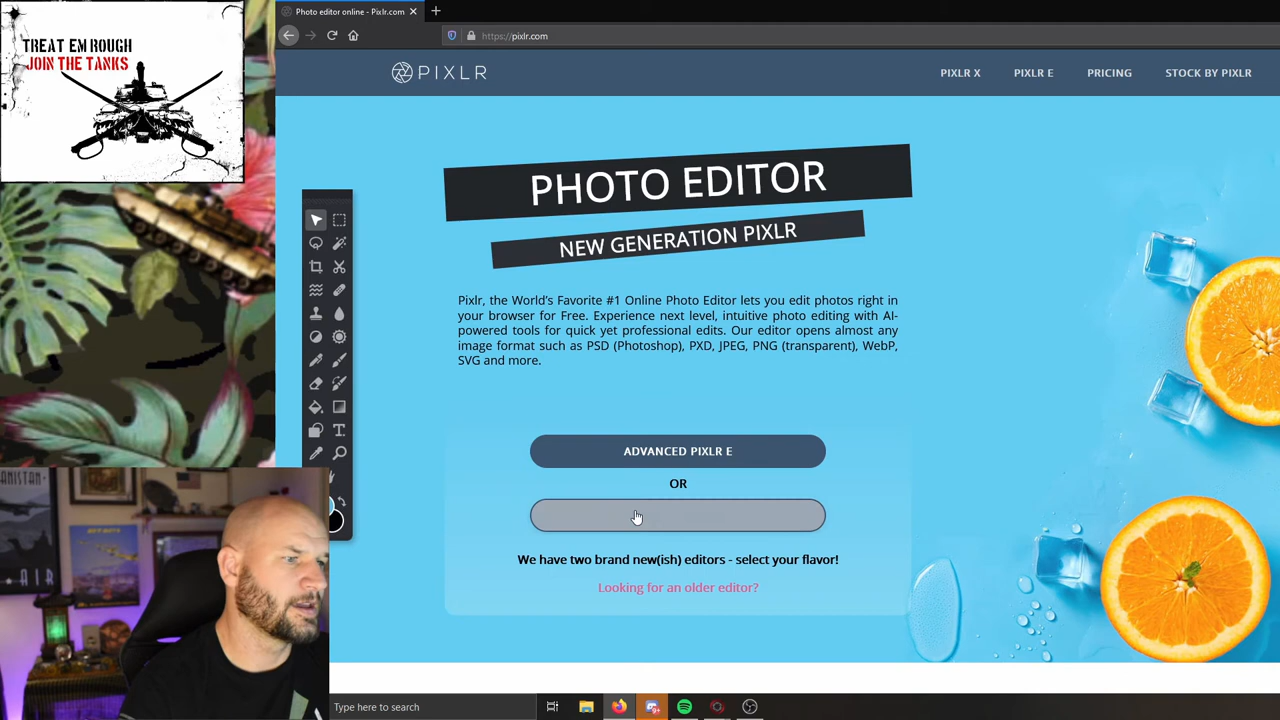 Photo editor online - Pixlr.com
https://pixlr.com
TREAT EM ROUGH
JOIN THE TANKS
PIXLR
PIXLR X
PIXLR E
PRICING
STOCK BY PIXLR
PHOTO EDITOR
NEW GENERATION PIXLR
Pixlr, the World's Favorite #1 Online Photo Editor lets you edit photos right in
your browser for Free. Experience next level, intuitive photo editing with AI-
powered tools for quick yet professional edits. Our editor opens almost any
image format such as PSD (Photoshop), PXD, JPEG, PNG (transparent), WebP,
SVG and more.
ADVANCED PIXLR E
OR
We have two brand new(ish) editors - select your flavor!
Looking for an older editor?
AIR
Type here to search